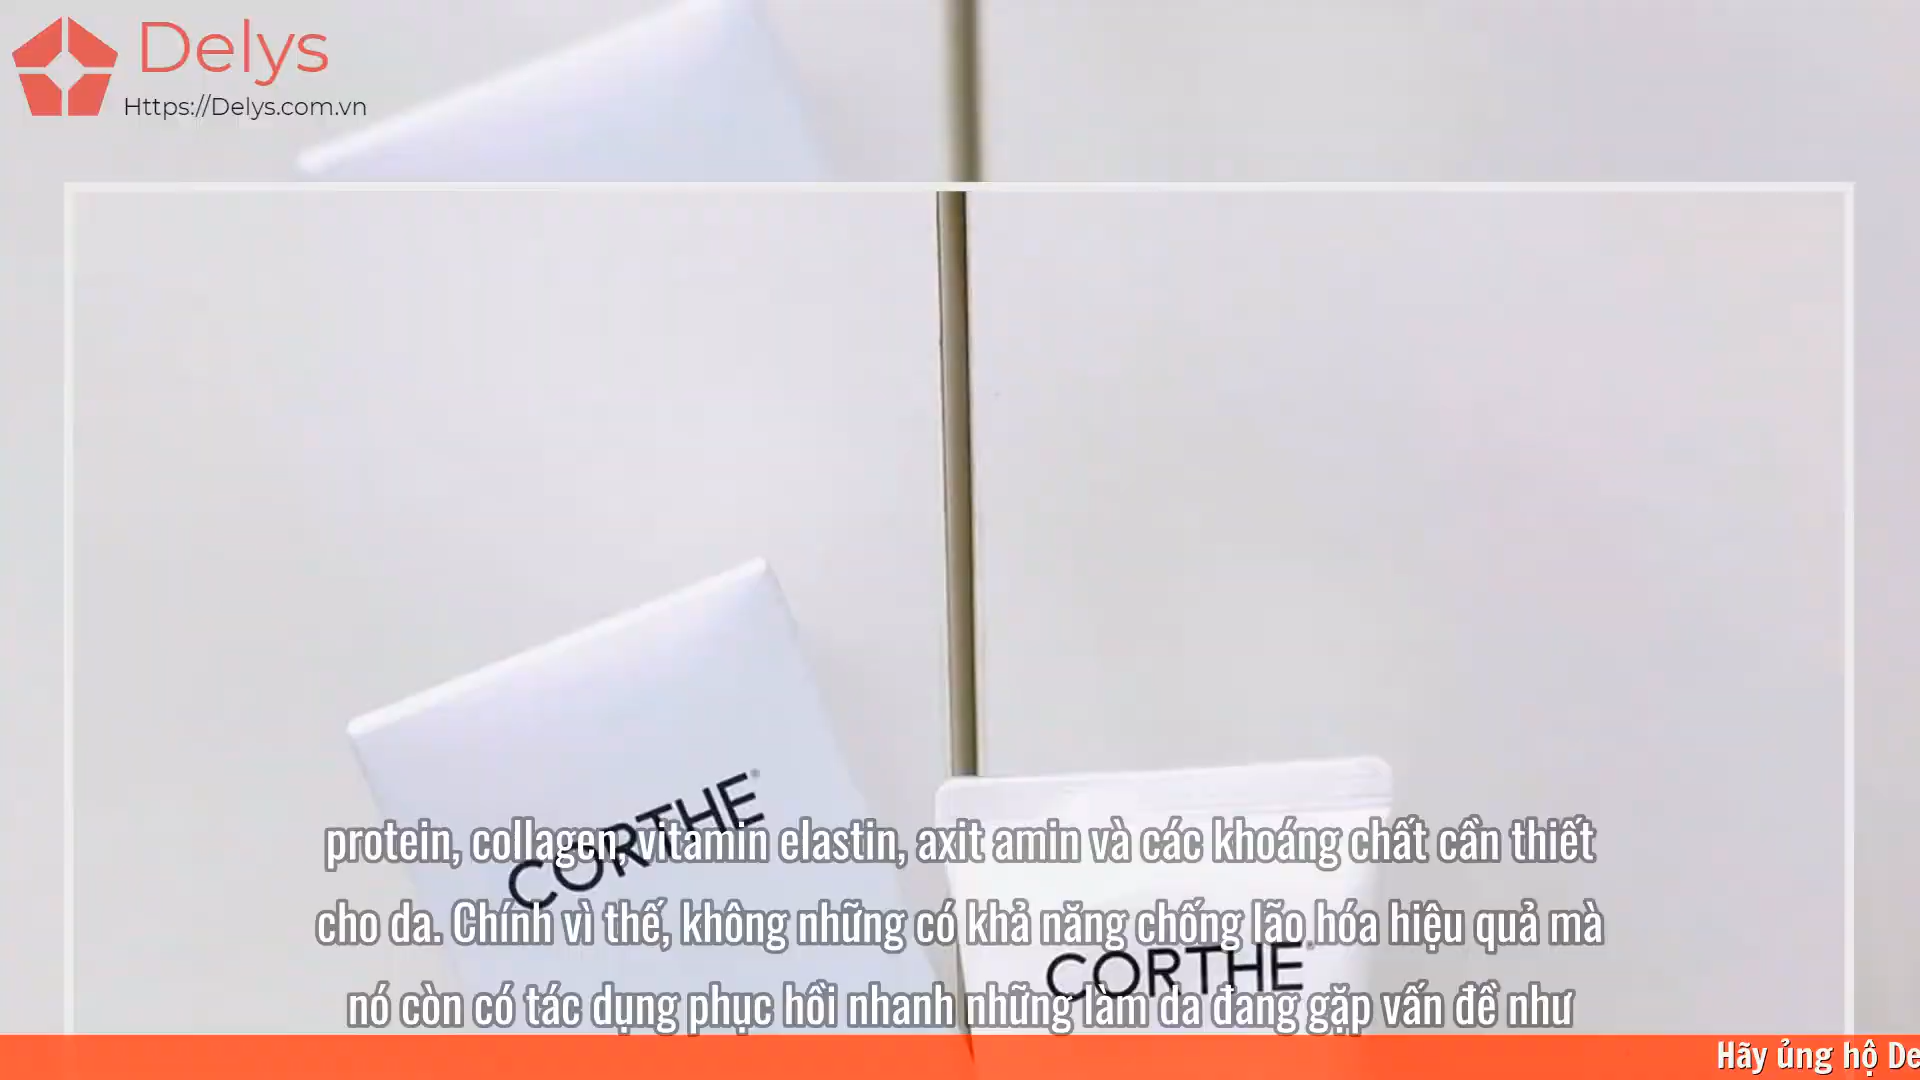 Delys
Https://Delys.com.vn
CORTHE®
CORTHE®
protein, collagen, vitamin elastin, axit amin và các khoáng chất cần thiết
cho da. Chính vì thế, không những có khả năng chống lão hóa hiệu quả mà
nó còn có tác dụng phục hồi nhanh những làm da đang gặp vấn đề như
Hãy ủng hộ De